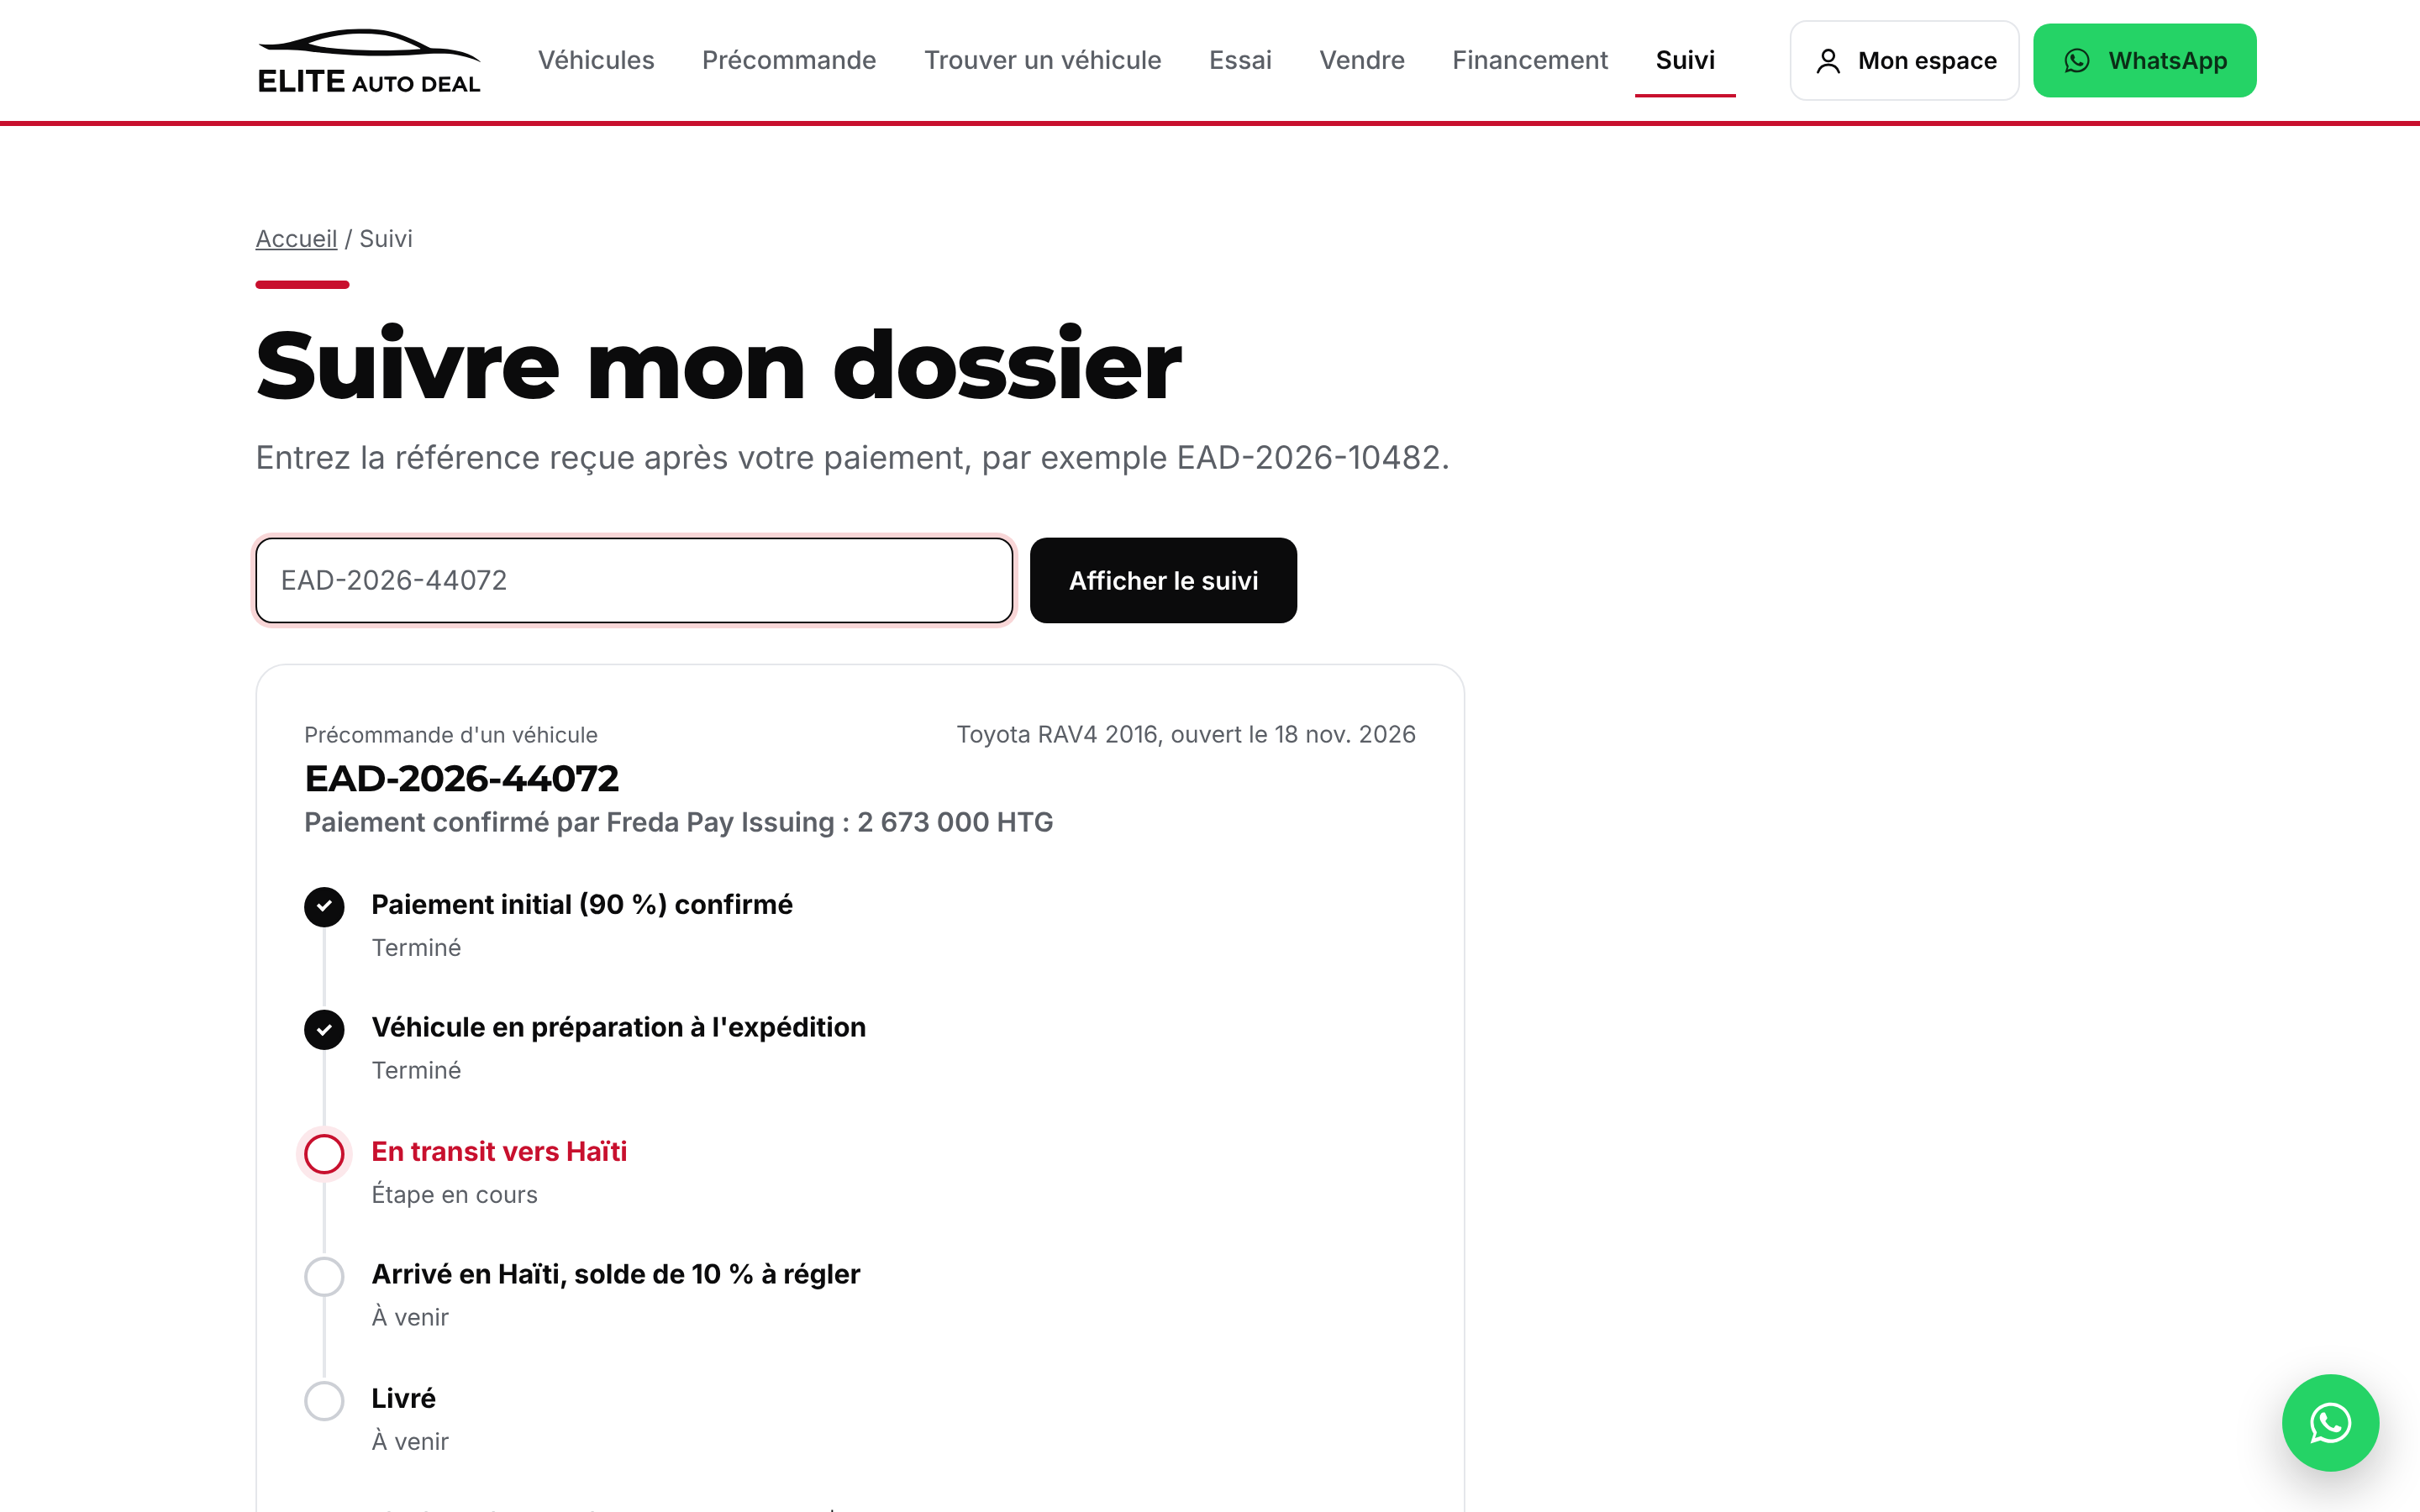 ELITE AUTO DEAL
Véhicules
Précommande
Trouver un véhicule
Essai
Vendre
Financement
Suivi
Mon espace
WhatsApp
Accueil / Suivi
Suivre mon dossier
Entrez la référence reçue après votre paiement, par exemple EAD-2026-10482.
EAD-2026-44072
Afficher le suivi
Précommande d'un véhicule
Toyota RAV4 2016, ouvert le 18 nov. 2026
EAD-2026-44072
Paiement confirmé par Freda Pay Issuing : 2 673 000 HTG
Paiement initial (90 %) confirmé
Terminé
Véhicule en préparation à l'expédition
Terminé
En transit vers Haïti
Étape en cours
Arrivé en Haïti, solde de 10 % à régler
À venir
Livré
À venir